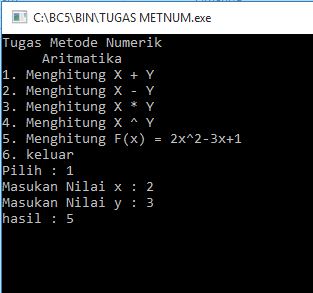 C:\BC5\BIN\TUGAS METNUM.exe
Tugas Metode Numerik
Aritmatika
1. Menghitung X + Y
2. Menghitung X - Y
3. Menghitung X * Y
4. Menghitung X ^ Y
5. Menghitung F(x) = 2x^2-3x+1
6. keluar
Pilih : 1
Masukan Nilai x : 2
Masukan Nilai y : 3
hasil : 5